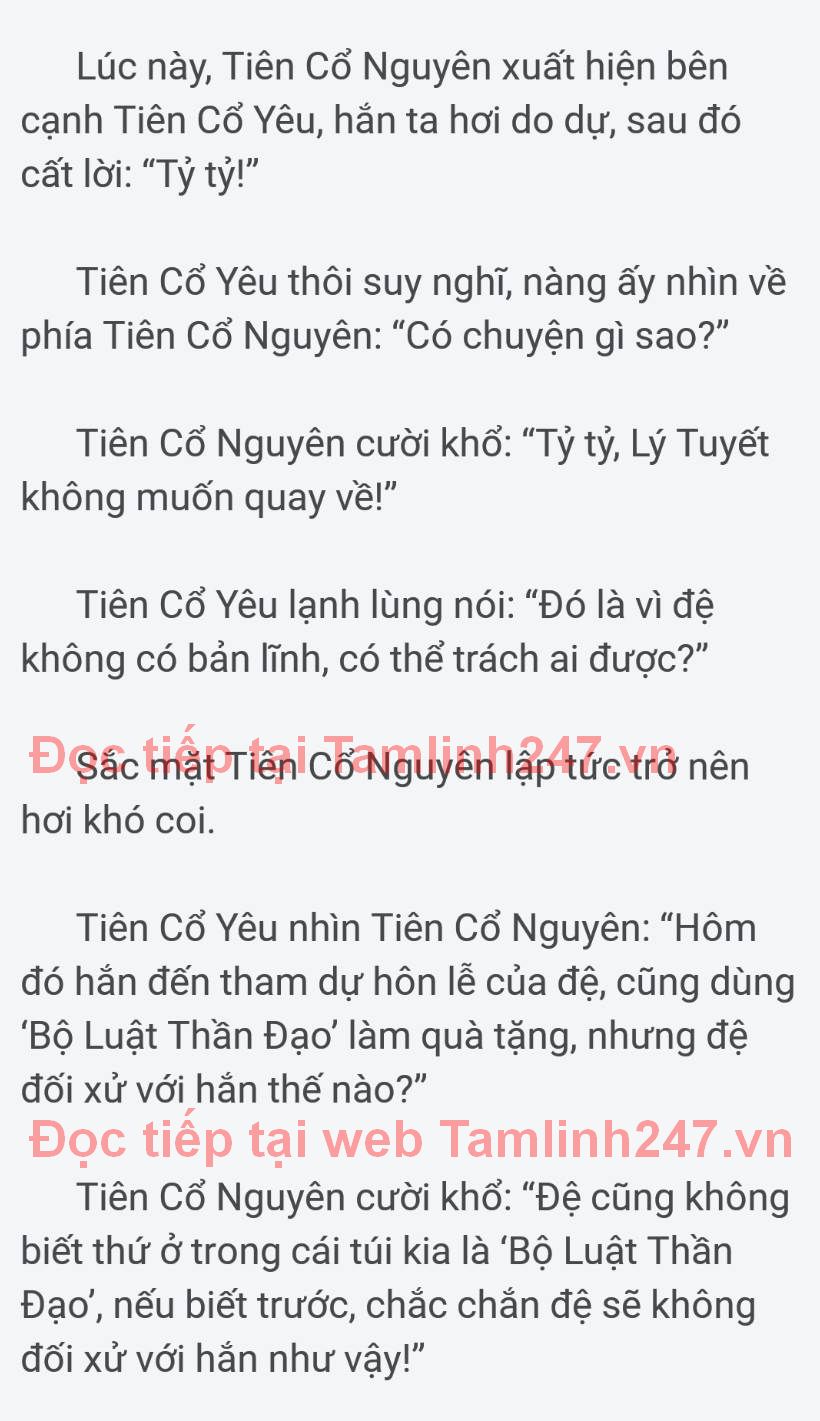 Lúc này, Tiên Cổ Nguyên xuất hiện bên
cạnh Tiên Cổ Yêu, hắn ta hơi do dự, sau đó
cất lời: “Tỷ tỷ!”
Tiên Cổ Yêu thôi suy nghĩ, nàng ấy nhìn về
phía Tiên Cổ Nguyên: “Có chuyện gì sao?”
Tiên Cổ Nguyên cười khổ: “Tỷ tỷ, Lý Tuyết
không muốn quay về!”
Tiên Cổ Yêu lạnh lùng nói: “Đó là vì đệ
không có bản lĩnh, có thể trách ai được?”
Đọc tiếp tại Tamlinh247.vn
Sắc mặt Tiên Cổ Nguyên lập tức trở nên
hơi khó coi.
Tiên Cổ Yêu nhìn Tiên Cổ Nguyên: “Hôm
đó hắn đến tham dự hôn lễ của đệ, cũng dùng
‘Bộ Luật Thần Đạo’ làm quà tặng, nhưng đệ
đối xử với hắn thế nào?”
Đọc tiếp tại web Tamlinh247.vn
Tiên Cổ Nguyên cười khổ: “Đệ cũng không
biết thứ ở trong cái túi kia là ‘Bộ Luật Thần
Đạo’, nếu biết trước, chắc chắn đệ sẽ không
đối xử với hắn như vậy!”